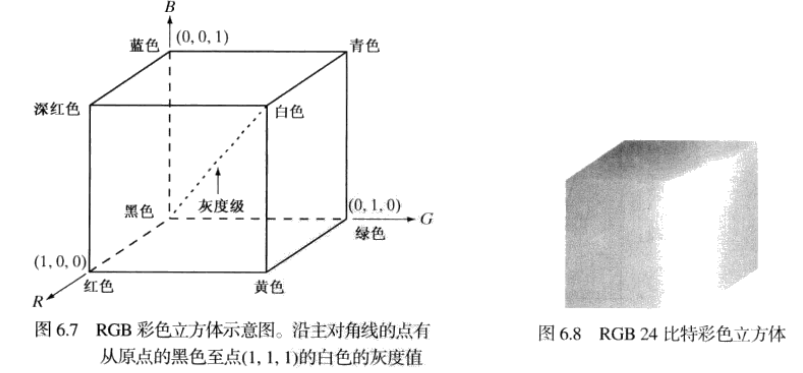 B
蓝色
(0, 0, 1)
青色
深红色
白色
黑色
灰度级
(0, 1, 0)
G
绿色
(1, 0, 0)
R
红色
黄色
图 6.7 RGB 彩色立方体示意图。沿主对角线的点有
从原点的黑色至点(1, 1, 1)的白色的灰度值
图 6.8 RGB 24 比特彩色立方体